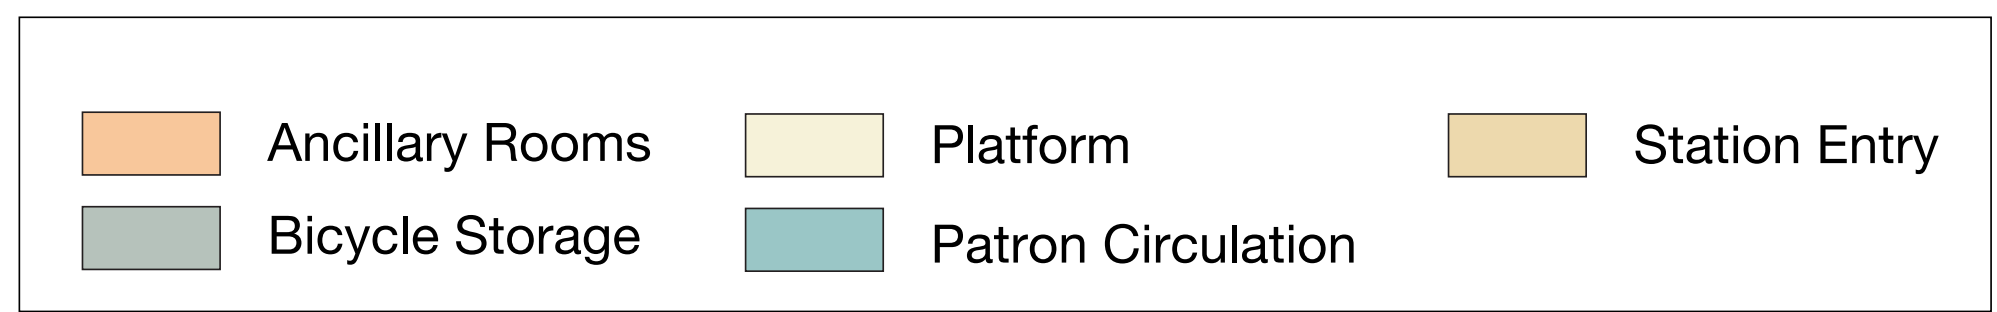 Ancillary Rooms
Bicycle Storage
Platform
Patron Circulation
Station Entry